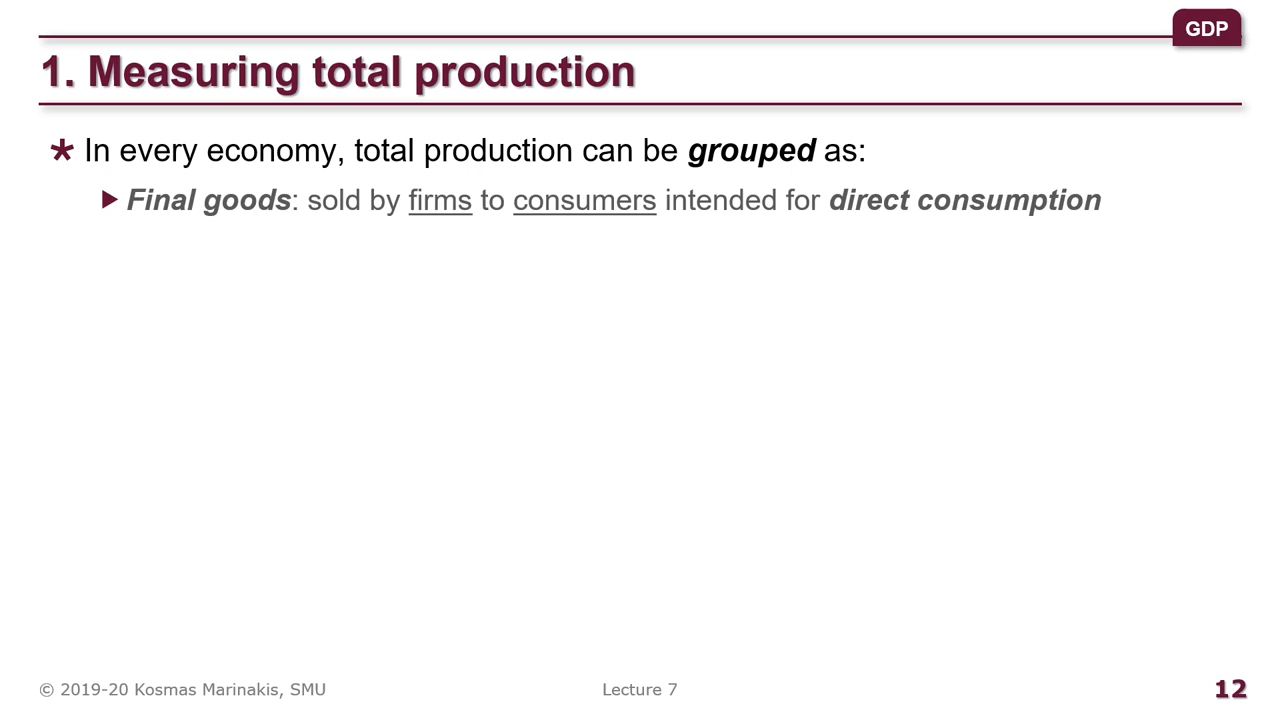 GDP
1. Measuring total production
* In every economy, total production can be grouped as:
Final goods: sold by firms to consumers intended for direct consumption
© 2019-20 Kosmas Marinakis, SMU
Lecture 7
12